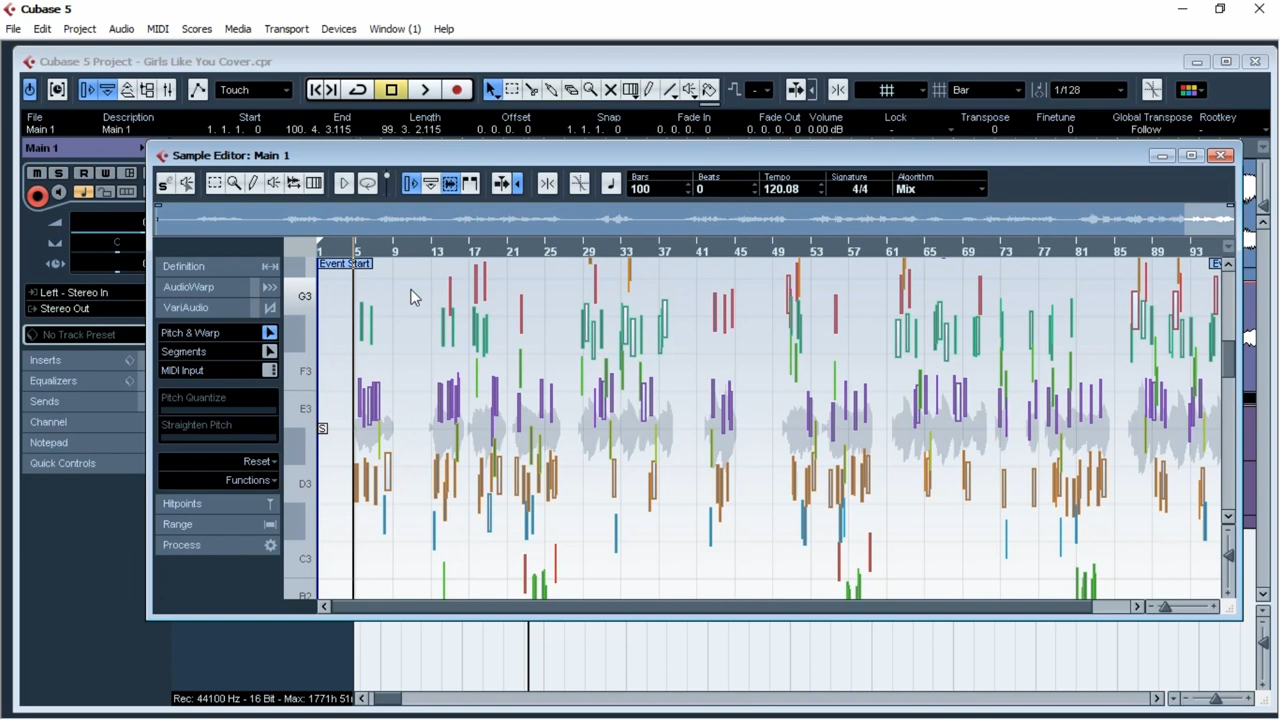 Cubase 5
File Edit Project Audio MIDI Scores Media Transport Devices Window (1) Help
Cubase 5 Project - Girls Like You Cover.cpr
Touch - Bar 1/128
File Description Start End Length Offset Snap Fade In Fade Out Volume Lock Transpose Finetune Global Transpose Rootkey
Main 1 Main 1 1. 1. 1. 0 100. 4. 3.115 99. 3. 2.115 0. 0. 0. 0 1. 1. 1. 0 0. 0. 0. 0 0. 0. 0. 0 0.00 dB - 0 0 Follow -
Main 1
Sample Editor: Main 1
M S R W
Bars Beats Tempo Signature Algorithm
100 0 120.08 4/4 Mix
C
1 5 9 13 17 21 25 29 33 37 41 45 49 53 57 61 65 69 73 77 81 85 89 93
Event Start
Definition
AudioWarp
VariAudio
Left - Stereo In
Stereo Out
No Track Preset
Pitch & Warp
Segments
MIDI Input
Pitch Quantize
Straighten Pitch
Reset
Functions
Hitpoints
Range
Process
Inserts
Equalizers
Sends
Channel
Notepad
Quick Controls
G3
F3
E3
S
D3
C3
B2
Rec: 44100 Hz - 16 Bit - Max: 1771h